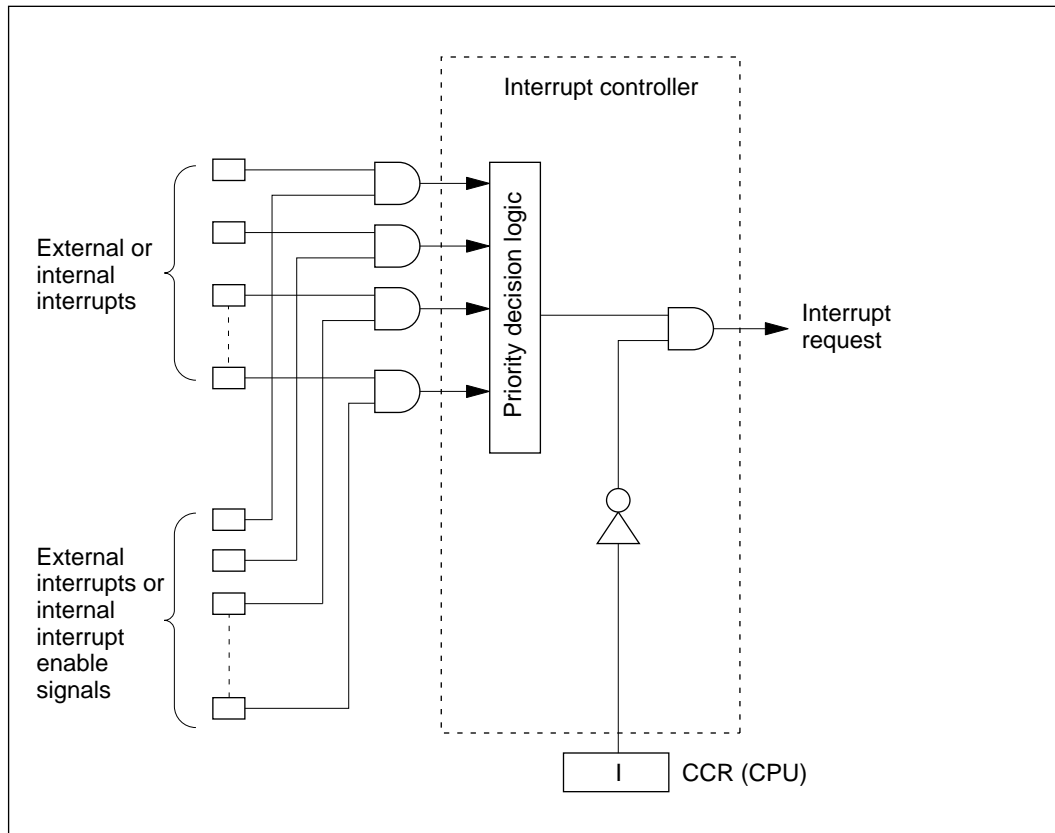 Interrupt controller
External or
internal
interrupts
Priority decision logic
Interrupt
request
External
interrupts or
internal
interrupt
enable
signals
I
CCR (CPU)